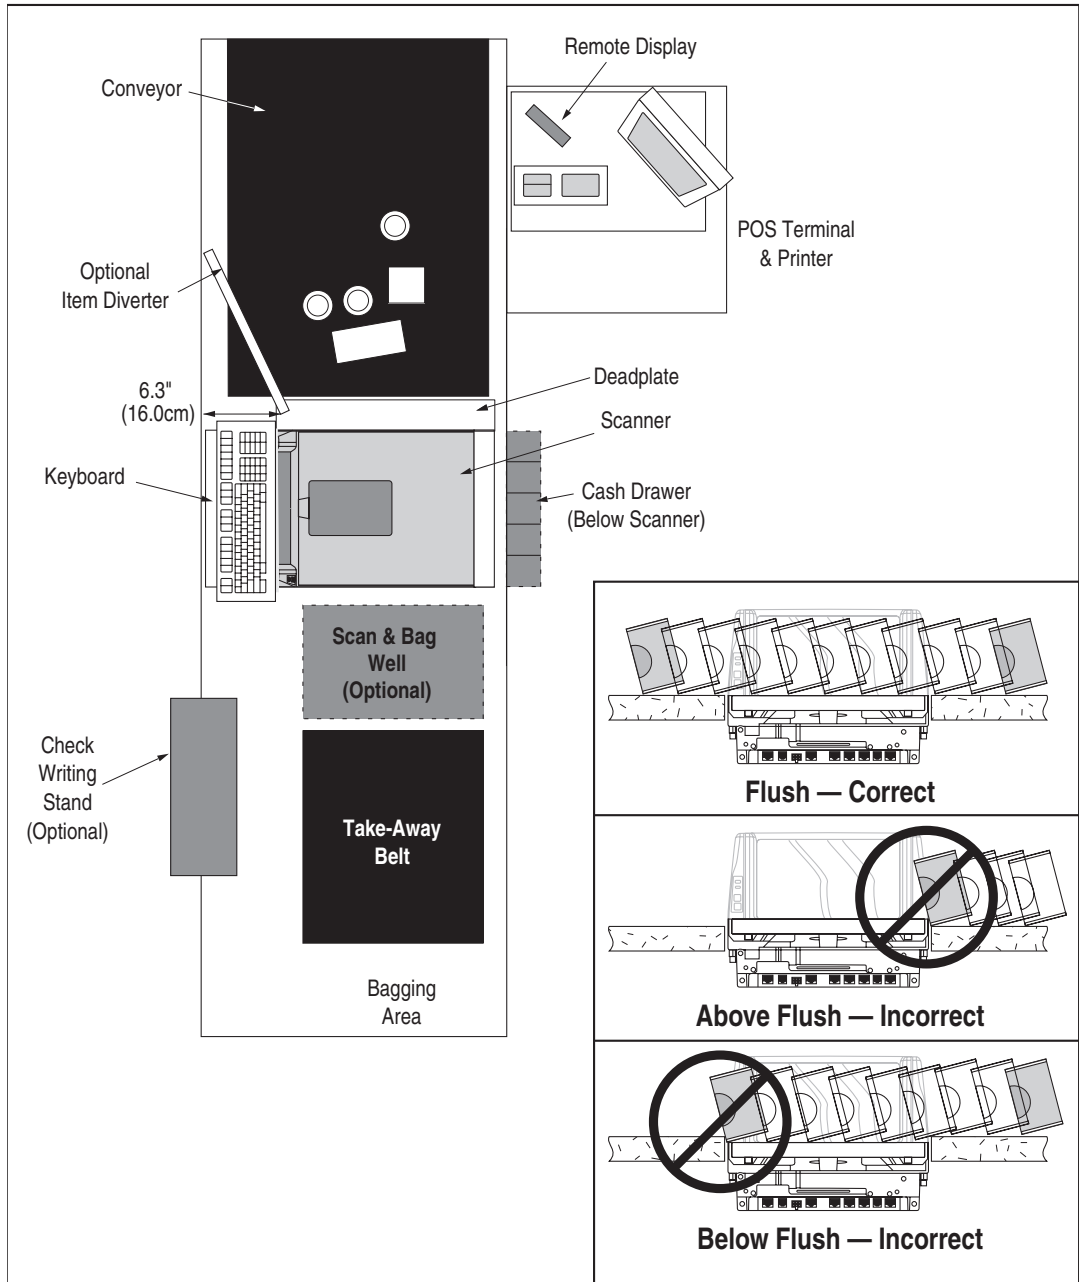 Remote Display
Conveyor
POS Terminal
& Printer
Optional
Item Diverter
6.3"
(16.0cm)
Deadplate
Scanner
Keyboard
Cash Drawer
(Below Scanner)
Scan & Bag
Well
(Optional)
Check
Writing
Stand
(Optional)
Take-Away
Belt
Bagging
Area
Flush — Correct
Above Flush — Incorrect
Below Flush — Incorrect